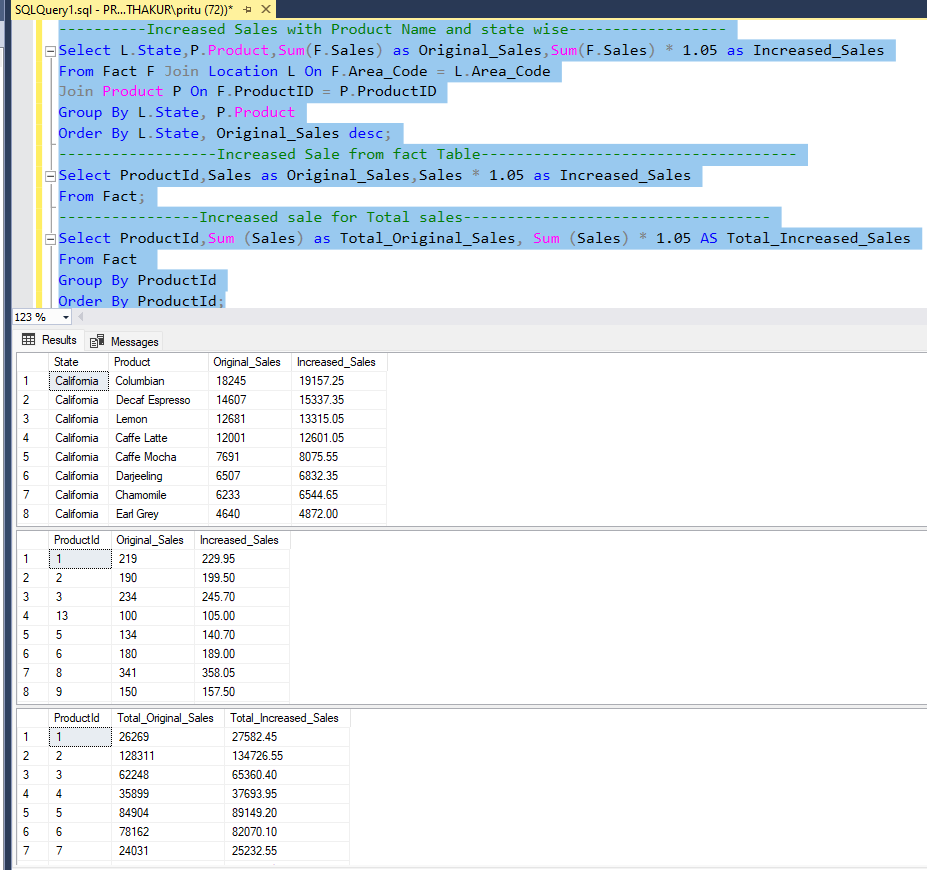 SQLQuery1.sql - PR...THAKUR\pritu (72))*
----------Increased Sales with Product Name and state wise------------------
Select L.State,P.Product,Sum(F.Sales) as Original_Sales,Sum(F.Sales) * 1.05 as Increased_Sales
From Fact F Join Location L On F.Area_Code = L.Area_Code
Join Product P On F.ProductID = P.ProductID
Group By L.State, P.Product
Order By L.State, Original_Sales desc;
------------------Increased Sale from fact Table------------------------------------
Select ProductId,Sales as Original_Sales,Sales * 1.05 as Increased_Sales
From Fact;
----------------Increased sale for Total sales-----------------------------------
Select ProductId,Sum (Sales) as Total_Original_Sales, Sum (Sales) * 1.05 AS Total_Increased_Sales
From Fact
Group By ProductId
Order By ProductId;
123 %
Results Messages
State Product Original_Sales Increased_Sales
1 California Columbian 18245 19157.25
2 California Decaf Espresso 14607 15337.35
3 California Lemon 12681 13315.05
4 California Caffe Latte 12001 12601.05
5 California Caffe Mocha 7691 8075.55
6 California Darjeeling 6507 6832.35
7 California Chamomile 6233 6544.65
8 California Earl Grey 4640 4872.00
ProductId Original_Sales Increased_Sales
1 1 219 229.95
2 2 190 199.50
3 3 234 245.70
4 13 100 105.00
5 5 134 140.70
6 6 180 189.00
7 8 341 358.05
8 9 150 157.50
ProductId Total_Original_Sales Total_Increased_Sales
1 1 26269 27582.45
2 2 128311 134726.55
3 3 62248 65360.40
4 4 35899 37693.95
5 5 84904 89149.20
6 6 78162 82070.10
7 7 24031 25232.55